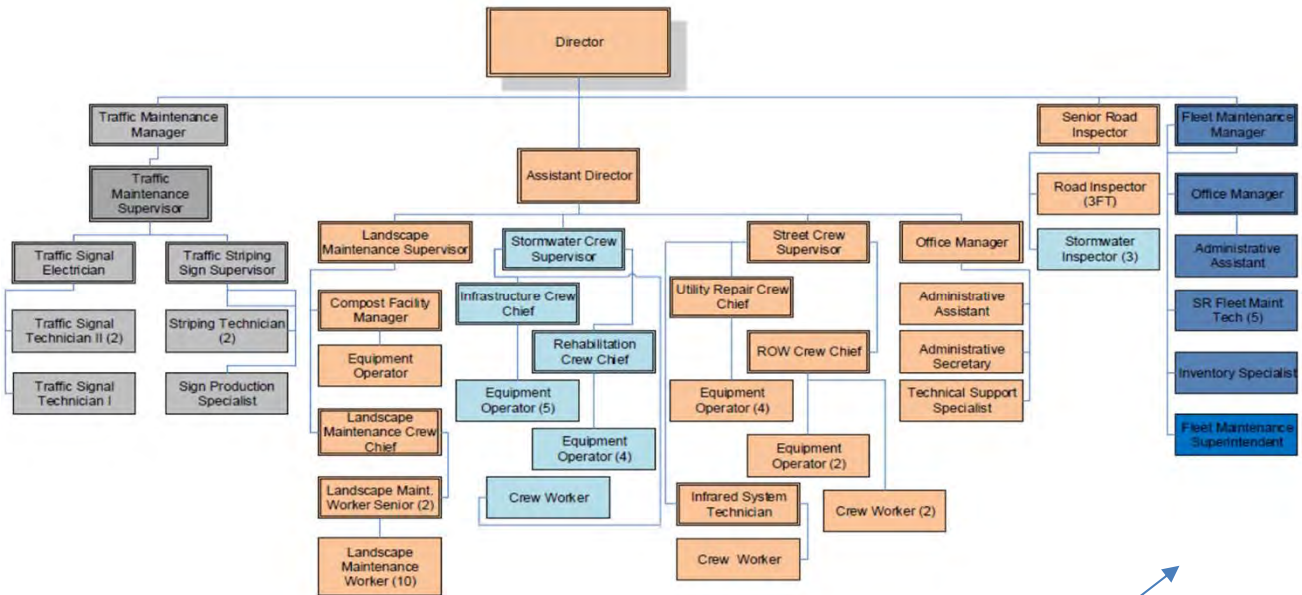 Director
Traffic Maintenance
Manager
Senior Road
Inspector
Fleet Maintenance
Manager
Traffic
Maintenance
Supervisor
Assistant Director
Road Inspector
(3FT)
Office Manager
Landscape
Maintenance Supervisor
Stormwater Crew
Supervisor
Street Crew
Supervisor
Office Manager
Stormwater
Inspector (3)
Administrative
Assistant
Traffic Signal
Electrician
Traffic Striping
Sign Supervisor
Compost Facility
Manager
Infrastructure Crew
Chief
Utility Repair Crew
Chief
Administrative
Assistant
SR Fleet Maint
Tech (5)
Traffic Signal
Technician II (2)
Striping Technician
(2)
Equipment
Operator
Rehabilitation
Crew Chief
ROW Crew Chief
Administrative
Secretary
Inventory Specialist
Traffic Signal
Technician I
Sign Production
Specialist
Equipment
Operator (5)
Equipment
Operator (4)
Technical Support
Specialist
Landscape
Maintenance Crew
Chief
Equipment
Operator (4)
Equipment
Operator (2)
Fleet Maintenance
Superintendent
Landscape Maint.
Worker Senior (2)
Crew Worker
Infrared System
Technician
Crew Worker (2)
Landscape
Maintenance
Worker (10)
Crew Worker